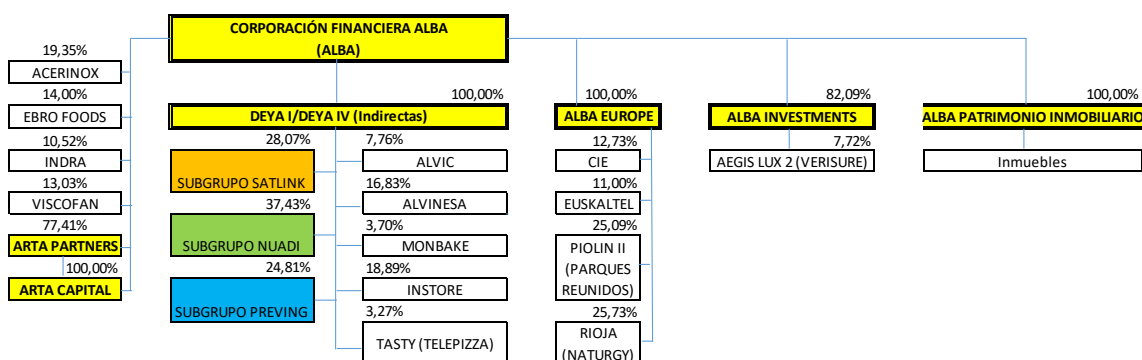 CORPORACIÓN FINANCIERA ALBA
(ALBA)
19,35%
ACERINOX
14,00%
EBRO FOODS
10,52%
INDRA
13,03%
VISCOFAN
77,41%
ARTA PARTNERS
100,00%
ARTA CAPITAL
100,00%
DEYA I/DEYA IV (Indirectas)
28,07%
SUBGRUPO SATLINK
37,43%
SUBGRUPO NUADI
24,81%
SUBGRUPO PREVING
7,76%
ALVIC
16,83%
ALVINESA
3,70%
MONBAKE
18,89%
INSTORE
3,27%
TASTY (TELEPIZZA)
100,00%
ALBA EUROPE
12,73%
CIE
11,00%
EUSKALTEL
25,09%
PIOLIN II
(PARQUES
REUNIDOS)
25,73%
RIOJA
(NATURGY)
82,09%
ALBA INVESTMENTS
7,72%
AEGIS LUX 2 (VERISURE)
100,00%
ALBA PATRIMONIO INMOBILIARIO
Inmuebles